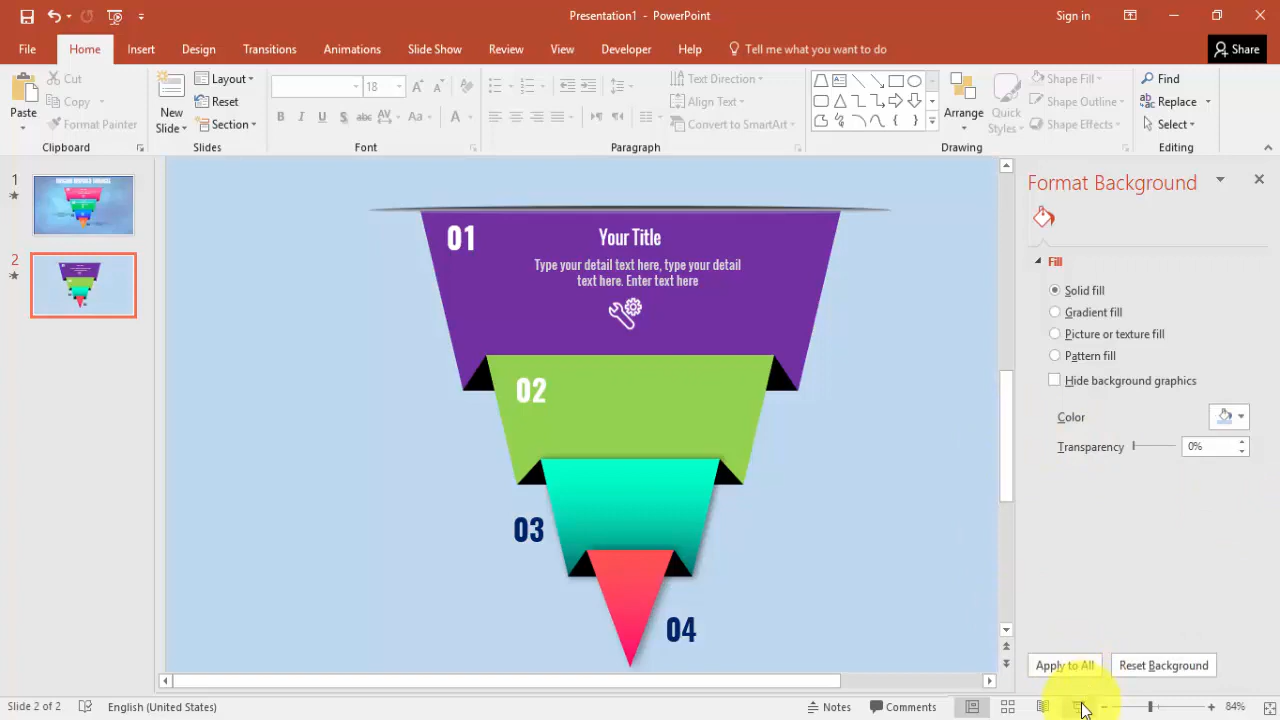 Presentation1 - PowerPoint
Sign in
File Home Insert Design Transitions Animations Slide Show Review View Developer Help Tell me what you want to do Share
Paste
Cut
Copy
Format Painter
Clipboard
New Slide
Layout
Reset
Section
Slides
18
B I U S abc AV Aa A
Font
Text Direction
Align Text
Convert to SmartArt
Paragraph
Arrange
Quick Styles
Shape Fill
Shape Outline
Shape Effects
Drawing
Find
Replace
Select
Editing
1
2
01
Your Title
Type your detail text here, type your detail
text here. Enter text here
02
03
04
Format Background
Fill
Solid fill
Gradient fill
Picture or texture fill
Pattern fill
Hide background graphics
Color
Transparency 0%
Apply to All Reset Background
Slide 2 of 2 English (United States) Notes Comments 84%